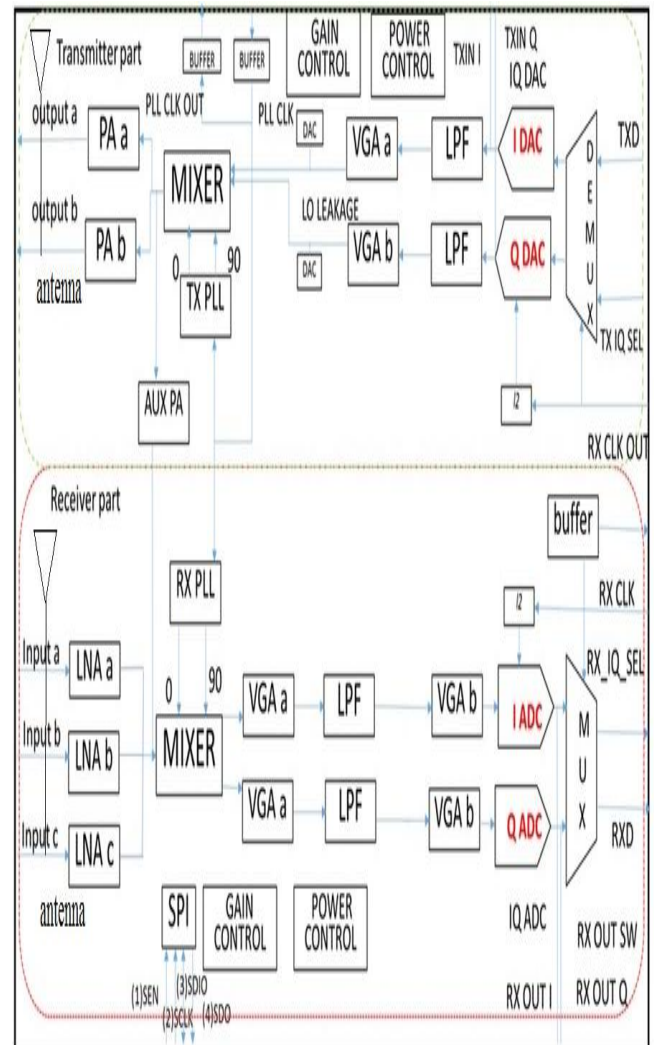 Transmitter part
BUFFER
BUFFER
GAIN
CONTROL
POWER
CONTROL
TXIN I
TXIN Q
IQ DAC
output a
PA a
PLL CLK OUT
PLL CLK
DAC
VGA a
LPF
I DAC
DEMUX
TXD
MIXER
output b
PA b
LO LEAKAGE
DAC
VGA b
LPF
Q DAC
0
90
antenna
TX PLL
TX IQ SEL
AUX PA
/2
RX CLK OUT
Receiver part
buffer
RX PLL
/2
RX CLK
Input a
LNA a
0
90
RX_IQ_SEL
VGA a
LPF
VGA b
I ADC
MUX
Input b
LNA b
MIXER
VGA a
LPF
VGA b
Q ADC
RXD
Input c
LNA c
antenna
SPI
GAIN
CONTROL
POWER
CONTROL
IQ ADC
RX OUT SW
(1)SEN
(3)SDIO
(2)SCLK
(4)SDO
RX OUT I
RX OUT Q